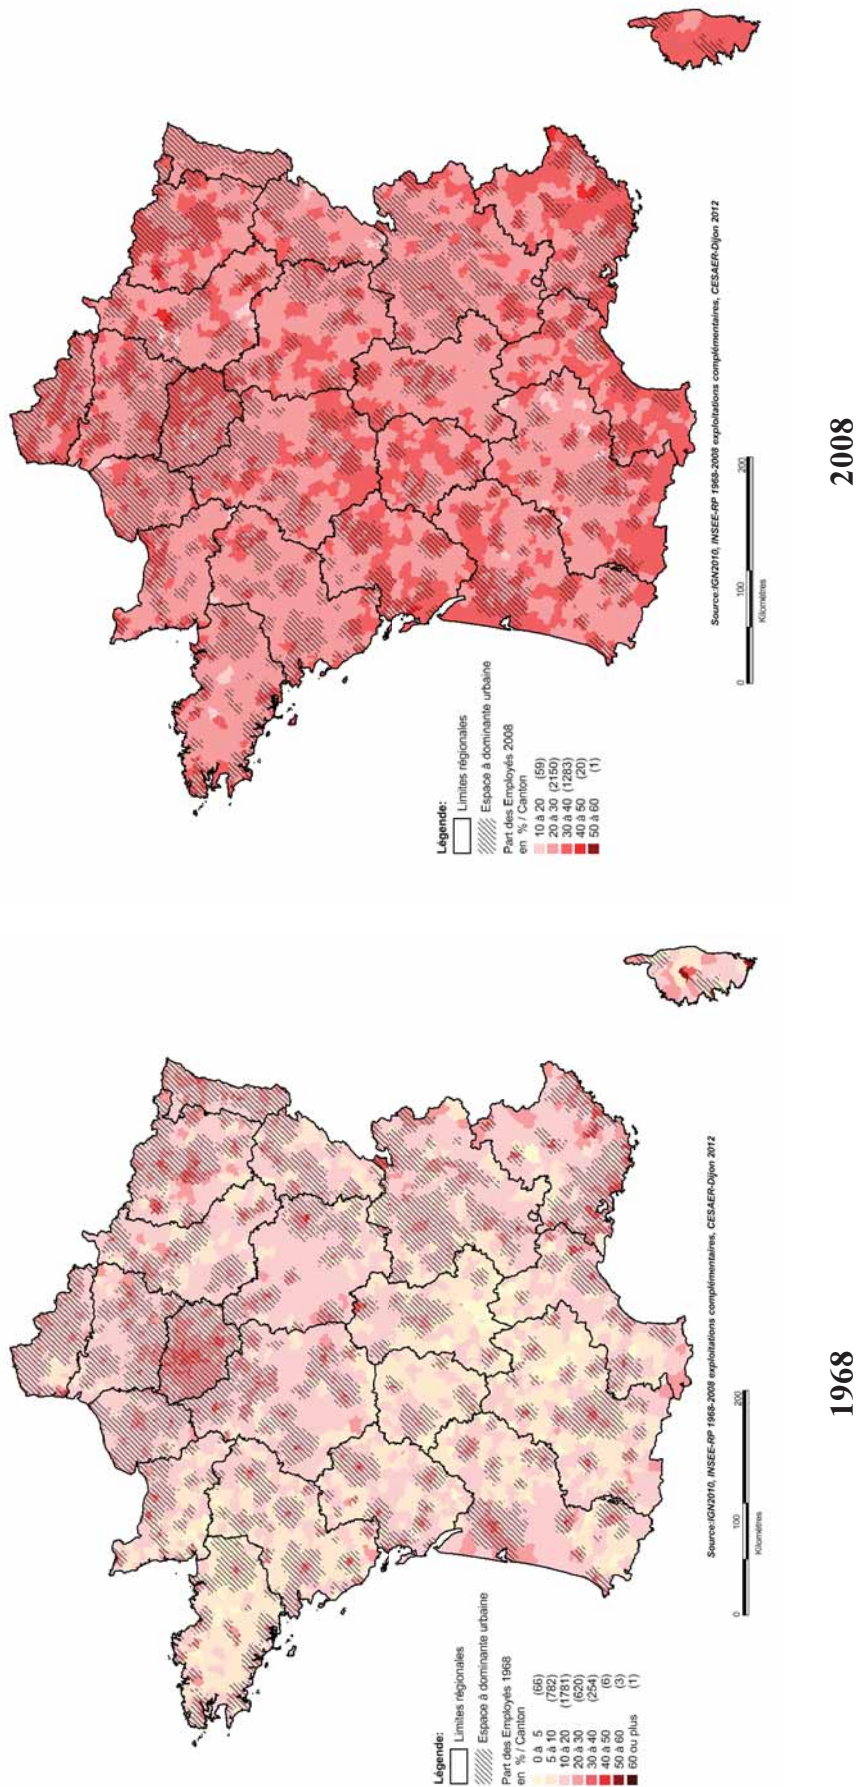 Légende:
Limites régionales
Espace à dominante urbaine
Part des Employés 1968
en % / Canton
0 à 5 (66)
5 à 10 (782)
10 à 20 (1781)
20 à 30 (620)
30 à 40 (254)
40 à 50 (6)
50 à 60 (3)
60 ou plus (1)
0 100 200
Kilomètres
Source:IGN2010, INSEE-RP 1968-2008 exploitations complémentaires, CESAER-Dijon 2012
1968
Légende:
Limites régionales
Espace à dominante urbaine
Part des Employés 2008
en % / Canton
10 à 20 (59)
20 à 30 (2150)
30 à 40 (1283)
40 à 50 (20)
50 à 60 (1)
0 100 200
Kilomètres
Source:IGN2010, INSEE-RP 1968-2008 exploitations complémentaires, CESAER-Dijon 2012
2008